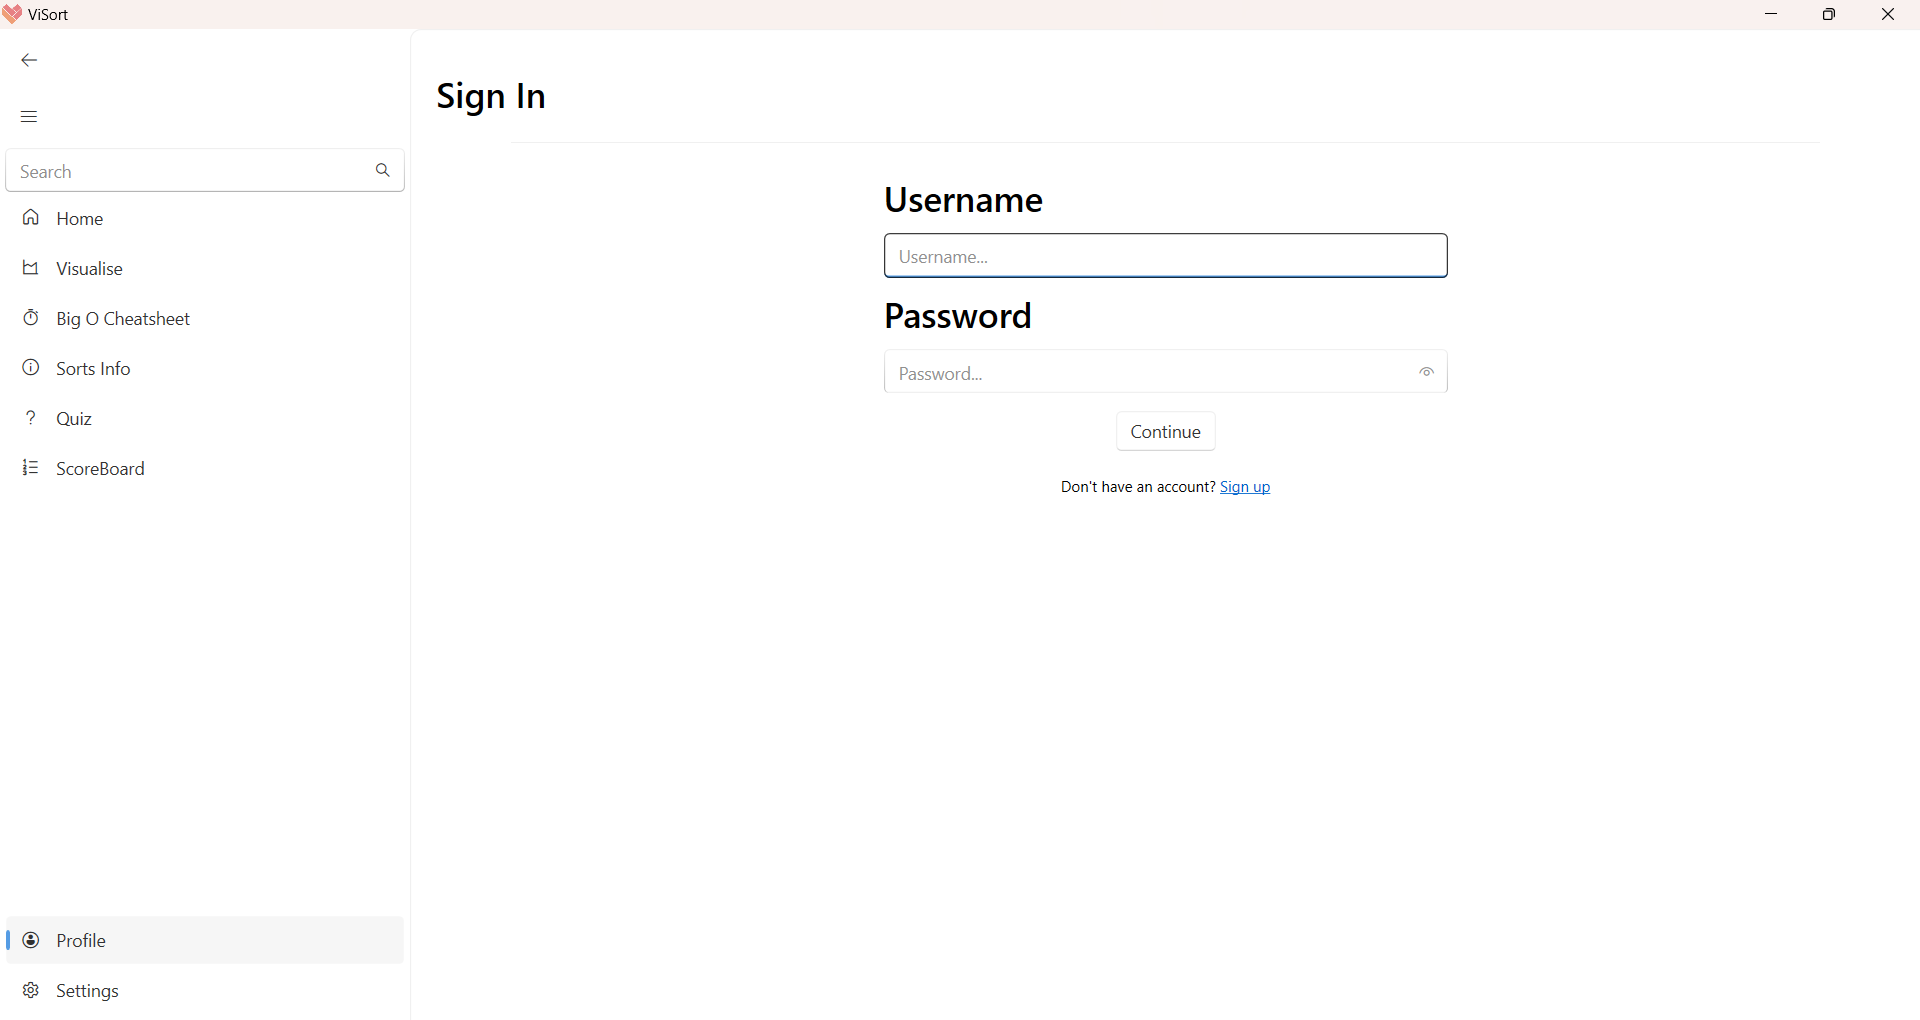 ViSort
Search
Home
Visualise
Big O Cheatsheet
Sorts Info
Quiz
ScoreBoard
Profile
Settings
Sign In
Username
Username...
Password
Password...
Continue
Don't have an account? Sign up